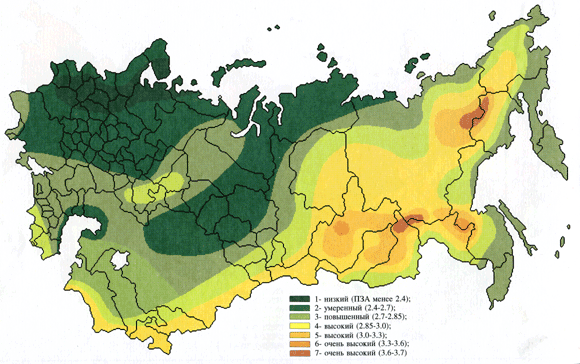 1- низкий (ПЗА менее 2.4);
2- умеренный (2.4-2.7);
3- повышенный (2.7-2.85);
4- высокий (2.85-3.0);
5- высокий (3.0-3.3);
6- очень высокий (3.3-3.6)
7- очень высокий (3.6-3.7)